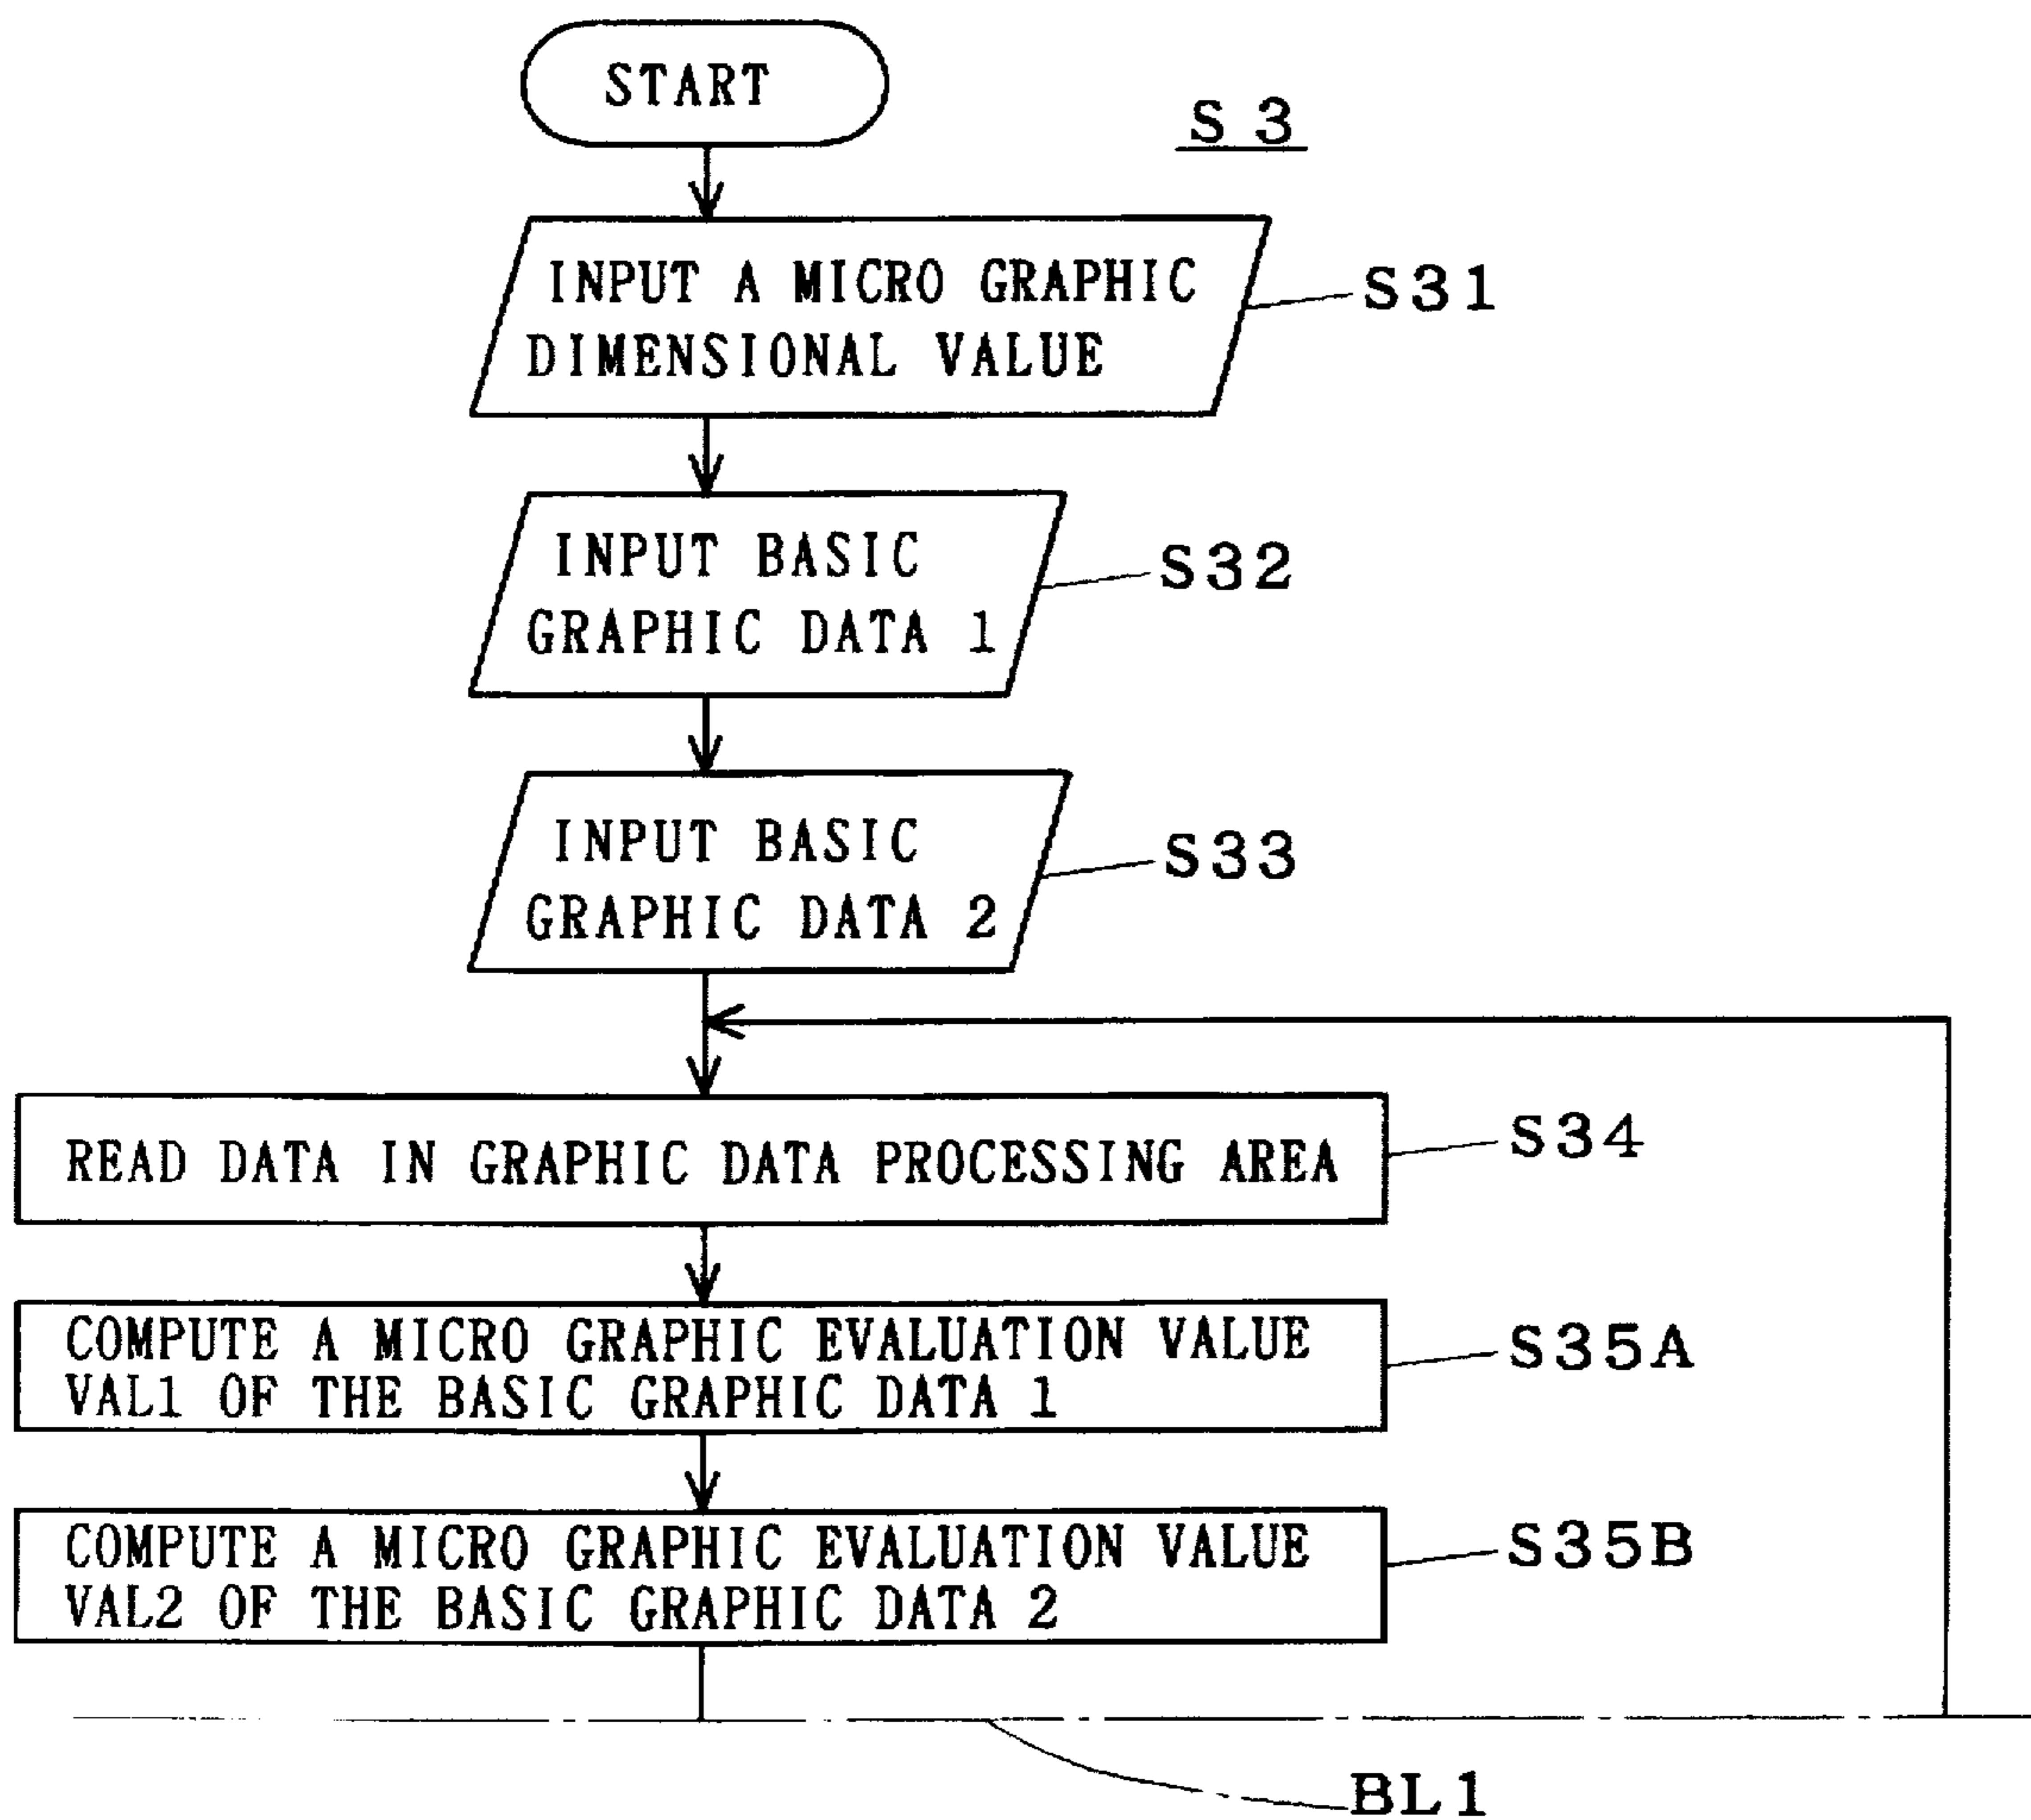 START
S 3
INPUT A MICRO GRAPHIC
DIMENSIONAL VALUE
S31
INPUT BASIC
GRAPHIC DATA 1
S32
INPUT BASIC
GRAPHIC DATA 2
S33
READ DATA IN GRAPHIC DATA PROCESSING AREA
S34
COMPUTE A MICRO GRAPHIC EVALUATION VALUE
VAL1 OF THE BASIC GRAPHIC DATA 1
S35A
COMPUTE A MICRO GRAPHIC EVALUATION VALUE
VAL2 OF THE BASIC GRAPHIC DATA 2
S35B
BL1